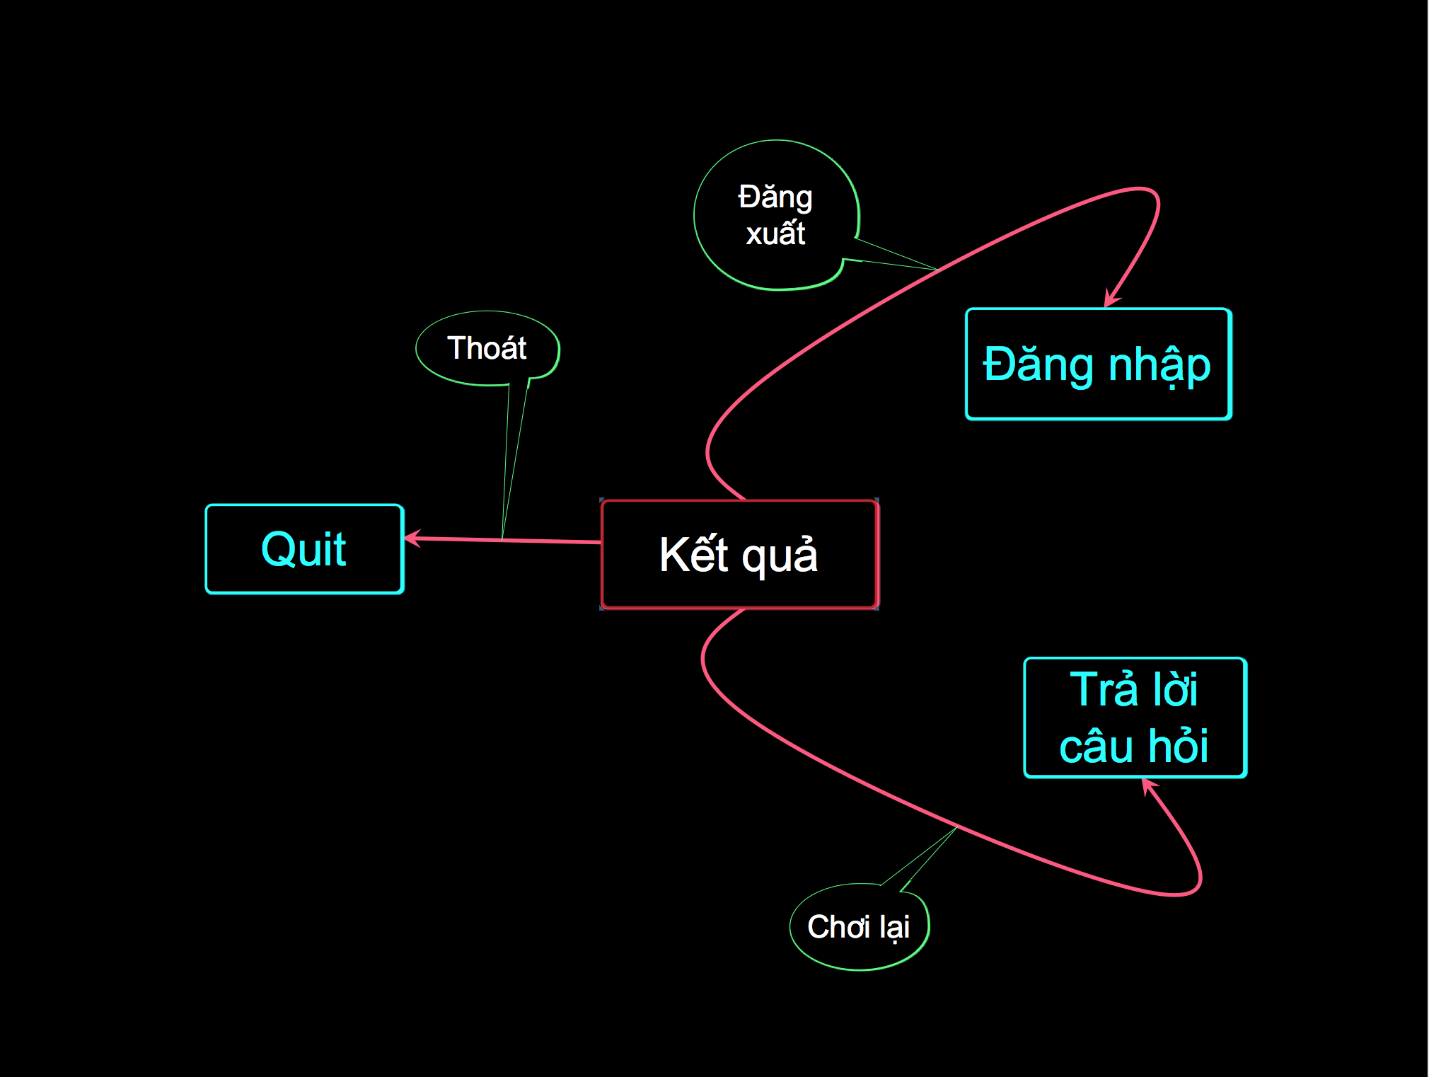 Đăng
xuất
Thoát
Đăng nhập
Quit
Kết quả
Trả lời
câu hỏi
Chơi lại